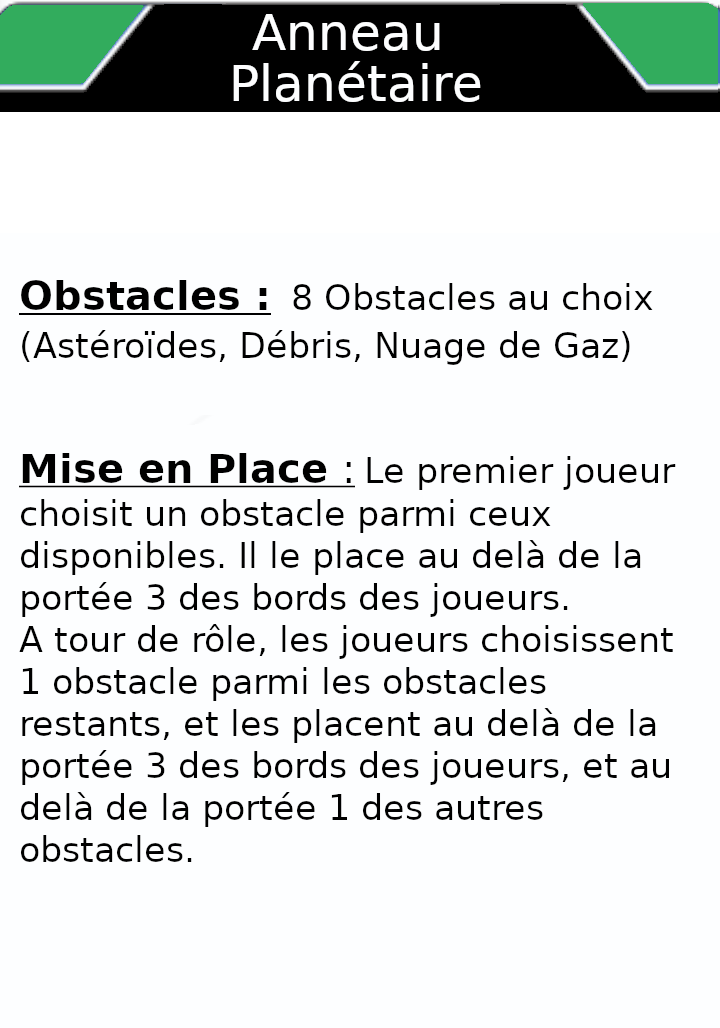 Anneau
Planétaire
Obstacles : 8 Obstacles au choix
(Astéroïdes, Débris, Nuage de Gaz)
Mise en Place : Le premier joueur
choisit un obstacle parmi ceux
disponibles. Il le place au delà de la
portée 3 des bords des joueurs.
A tour de rôle, les joueurs choisissent
1 obstacle parmi les obstacles
restants, et les placent au delà de la
portée 3 des bords des joueurs, et au
delà de la portée 1 des autres
obstacles.